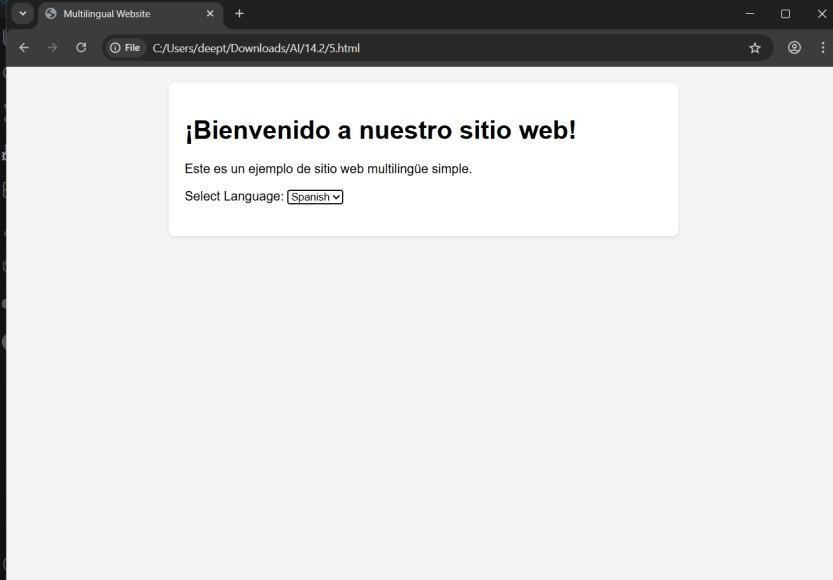 Multilingual Website
File C:/Users/deept/Downloads/AI/14.2/5.html
¡Bienvenido a nuestro sitio web!
Este es un ejemplo de sitio web multilingüe simple.
Select Language: Spanish